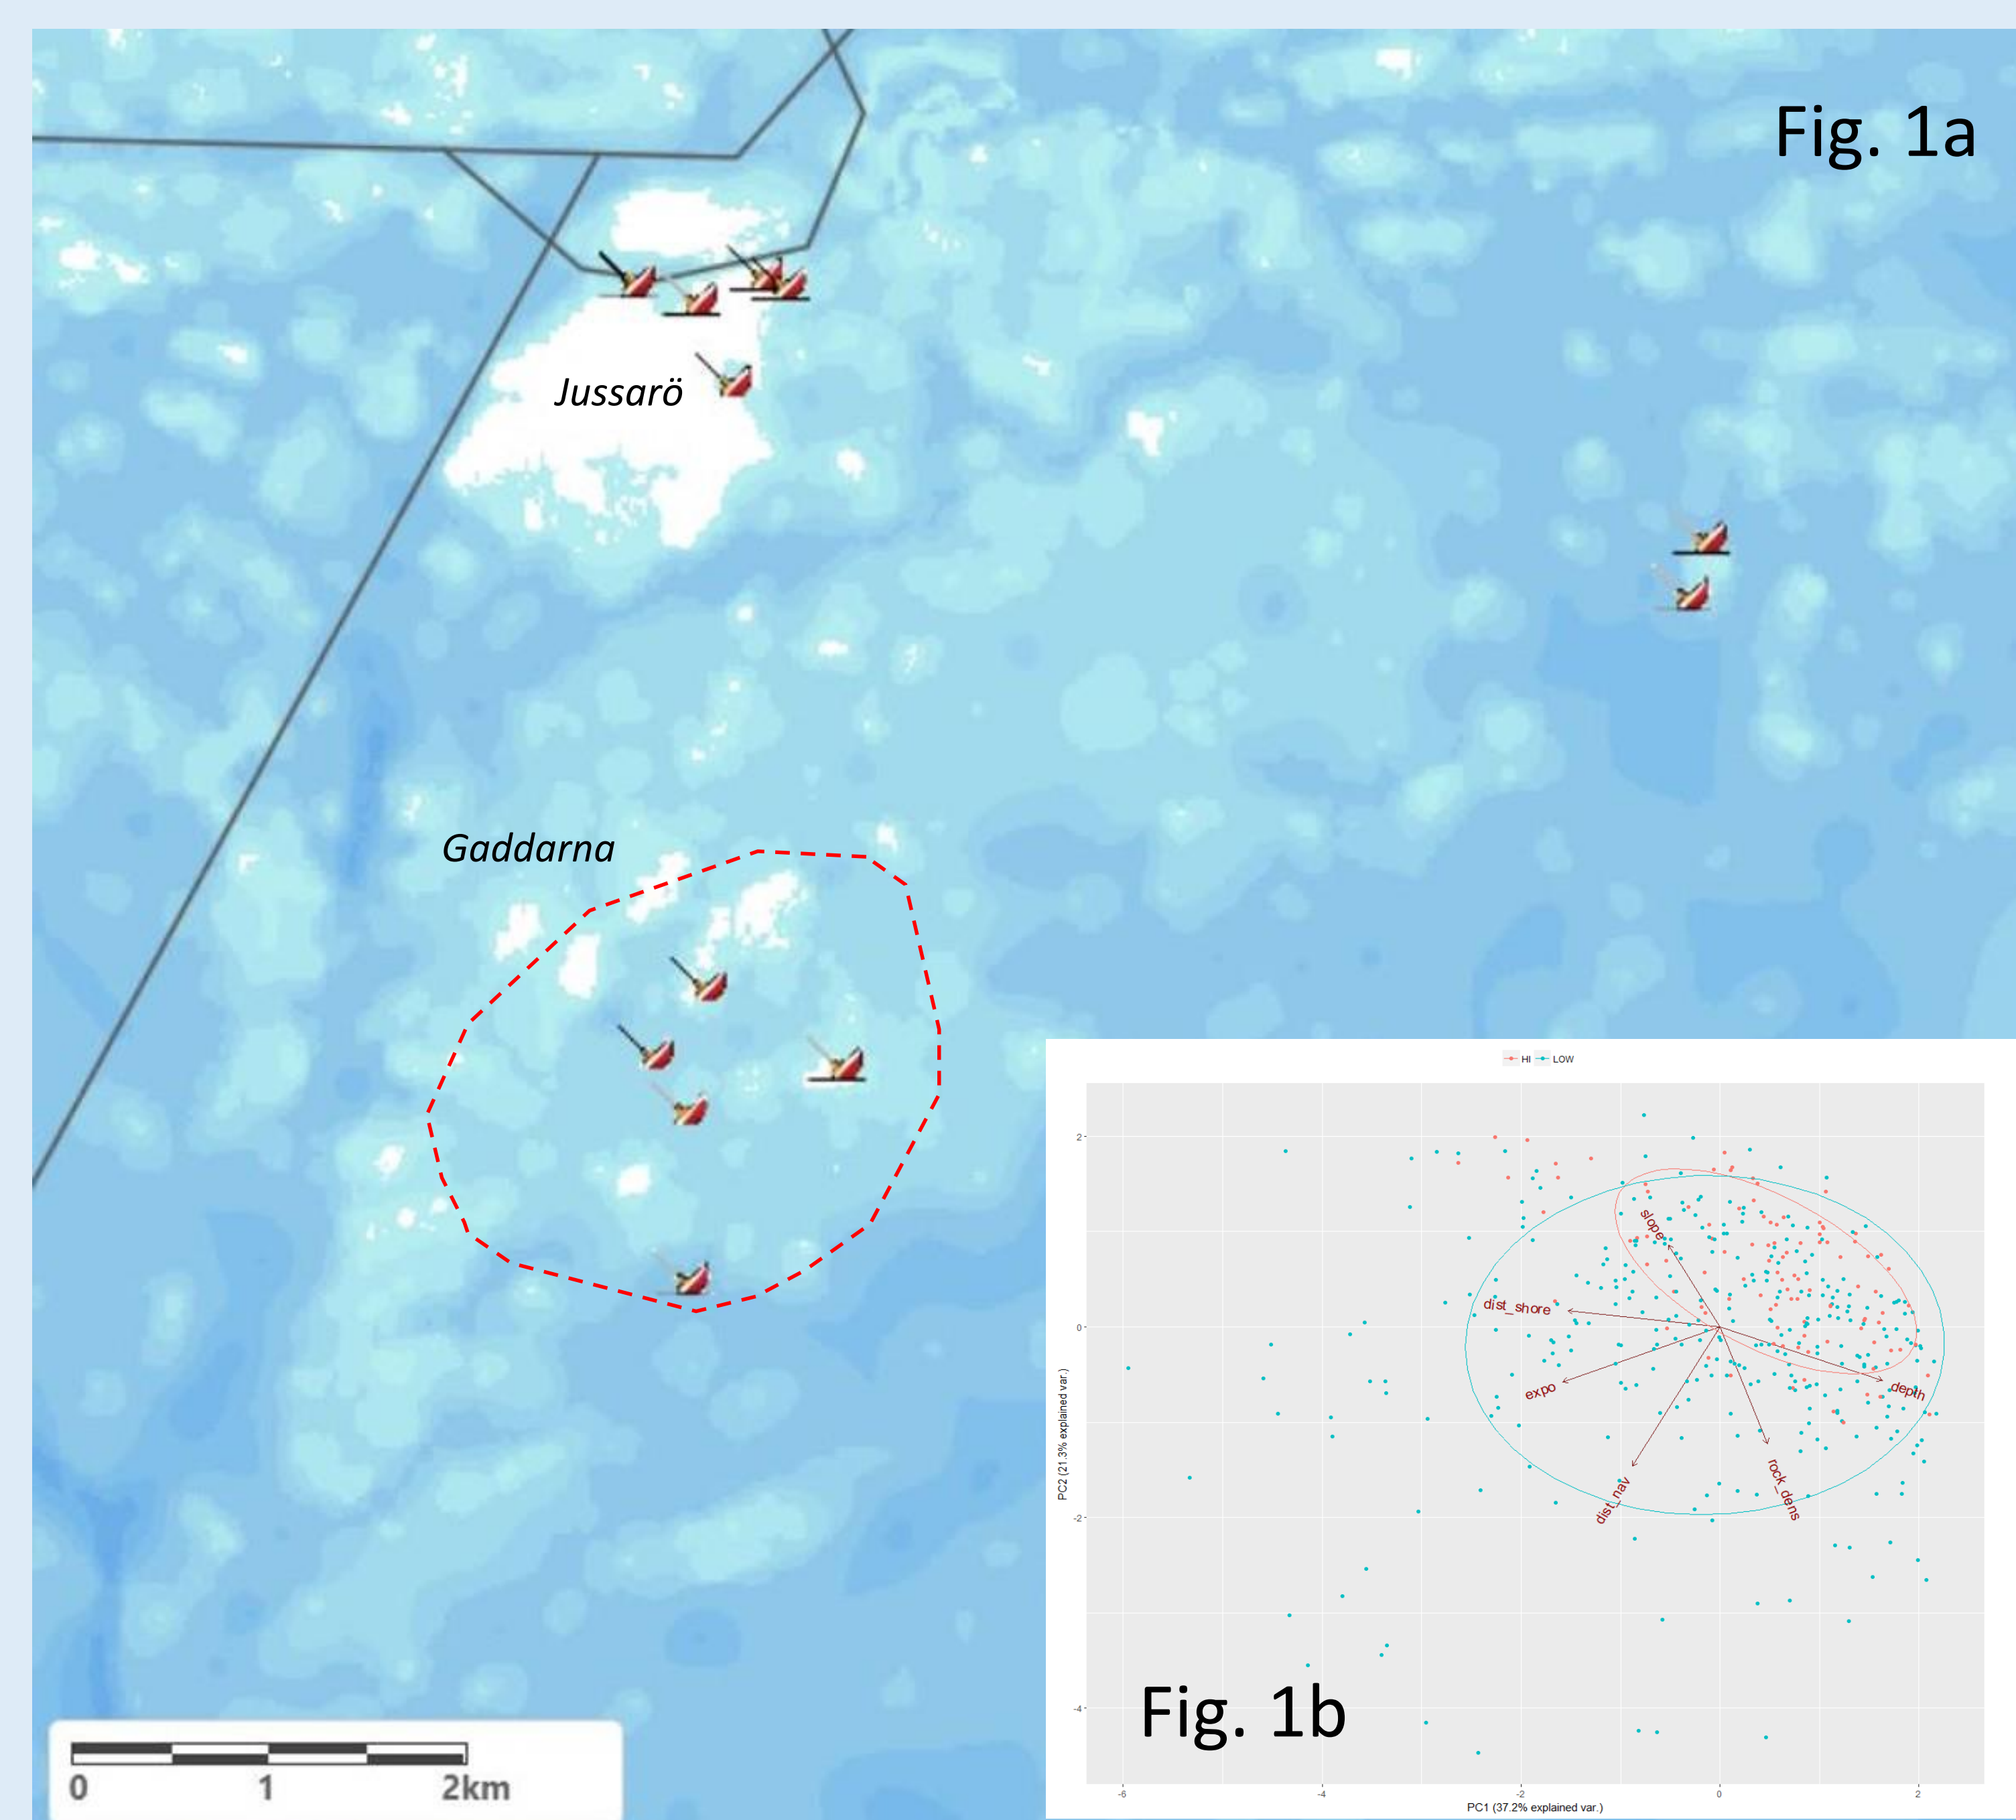 Fig. 1a
Jussarö
Gaddarna
0 1 2km
HI LOW
2
0
-2
-4
PC2 (21.3% explained var.)
slope
dist_shore
expo
dist_nav
rock_dens
depth
Fig. 1b
-6 -4 -2 0 2
PC1 (37.2% explained var.)